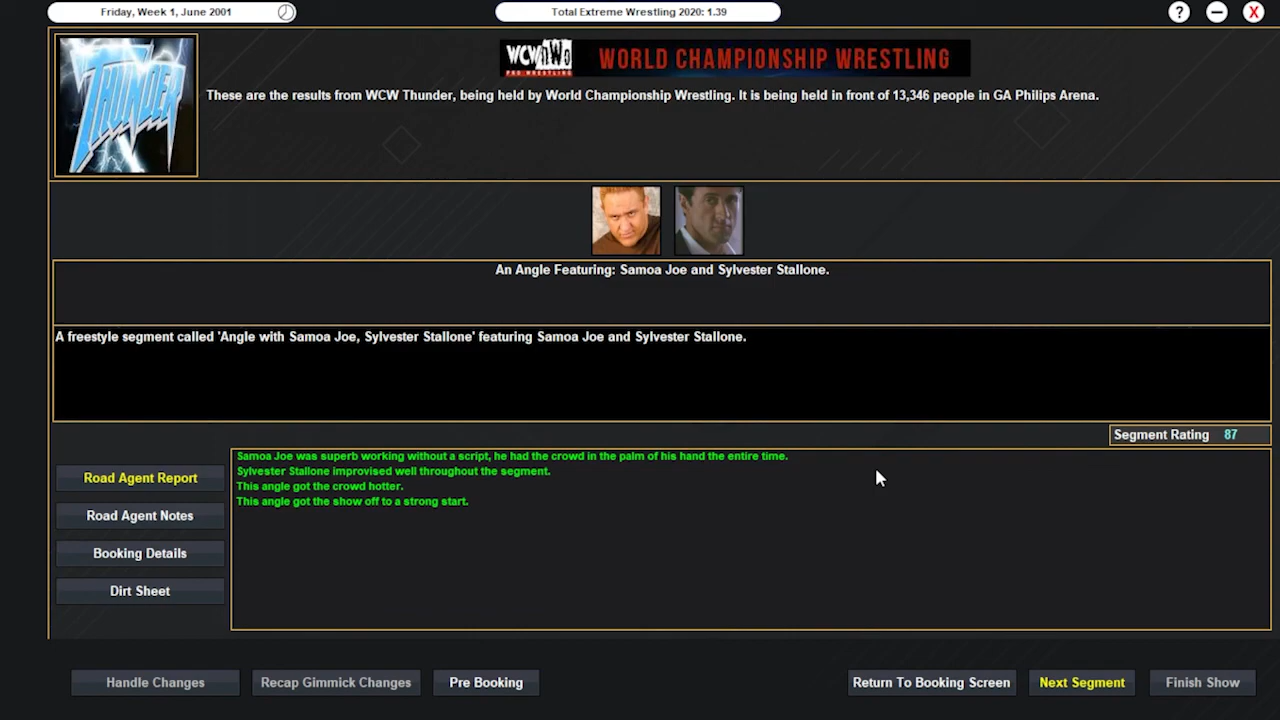 Friday, Week 1, June 2001
Total Extreme Wrestling 2020: 1.39
?
X
THUNDER
WCW nWo
PRO WRESTLING
WORLD CHAMPIONSHIP WRESTLING
These are the results from WCW Thunder, being held by World Championship Wrestling. It is being held in front of 13,346 people in GA Philips Arena.
An Angle Featuring: Samoa Joe and Sylvester Stallone.
A freestyle segment called 'Angle with Samoa Joe, Sylvester Stallone' featuring Samoa Joe and Sylvester Stallone.
Segment Rating 87
Road Agent Report
Road Agent Notes
Booking Details
Dirt Sheet
Samoa Joe was superb working without a script, he had the crowd in the palm of his hand the entire time.
Sylvester Stallone improvised well throughout the segment.
This angle got the crowd hotter.
This angle got the show off to a strong start.
Handle Changes
Recap Gimmick Changes
Pre Booking
Return To Booking Screen
Next Segment
Finish Show